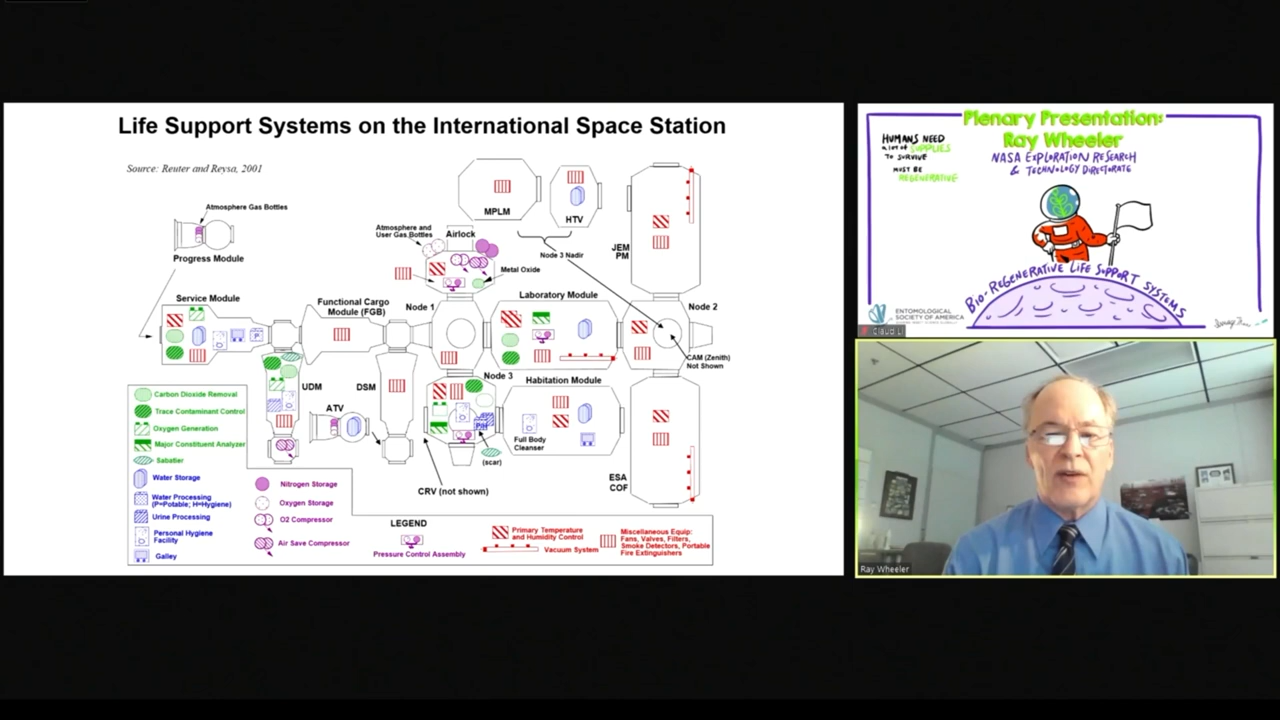 Life Support Systems on the International Space Station
Source: Reuter and Reysa, 2001
Atmosphere Gas Bottles
Progress Module
MPLM
HTV
Atmosphere and
User Gas Bottles
Airlock
Metal Oxide
Node 3 Nadir
JEM
PM
Service Module
Functional Cargo
Module (FGB)
Node 1
Laboratory Module
Node 2
CAM (Zenith)
Not Shown
UDM
DSM
ATV
Node 3
Habitation Module
Full Body
Cleanser
(scar)
CRV (not shown)
ESA
COF
Carbon Dioxide Removal
Trace Contaminant Control
Oxygen Generation
Major Constituent Analyzer
Sabatier
Water Storage
Water Processing
(P=Potable; H=Hygiene)
Urine Processing
Personal Hygiene
Facility
Galley
Nitrogen Storage
Oxygen Storage
O2 Compressor
Air Save Compressor
LEGEND
Pressure Control Assembly
Primary Temperature
and Humidity Control
Vacuum System
Miscellaneous Equip:
Fans, Valves, Filters,
Smoke Detectors, Portable
Fire Extinguishers
Plenary Presentation:
Ray Wheeler
NASA EXPLORATION RESEARCH
& TECHNOLOGY DIRECTORATE
HUMANS NEED
A LOT OF SUPPLIES
TO SURVIVE
MUST BE
REGENERATIVE
BIO-REGENERATIVE LIFE SUPPORT SYSTEMS
ENTOMOLOGICAL
SOCIETY OF AMERICA
Ray Wheeler